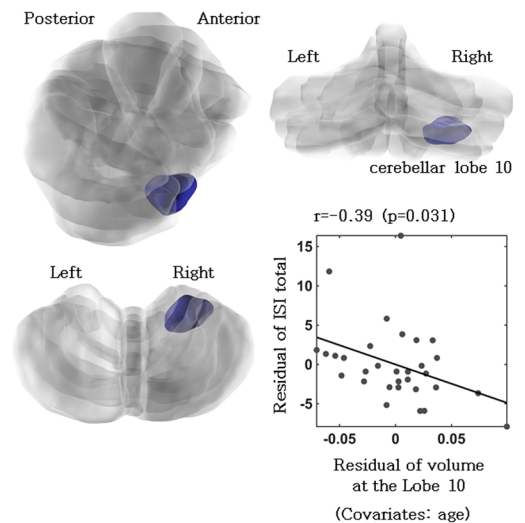 Posterior Anterior
Left Right
cerebellar lobe 10
Left Right
r=-0.39 (p=0.031)
Residual of ISI total
15
10
5
0
-5
-0.05 0 0.05
Residual of volume
at the Lobe 10
(Covariates: age)